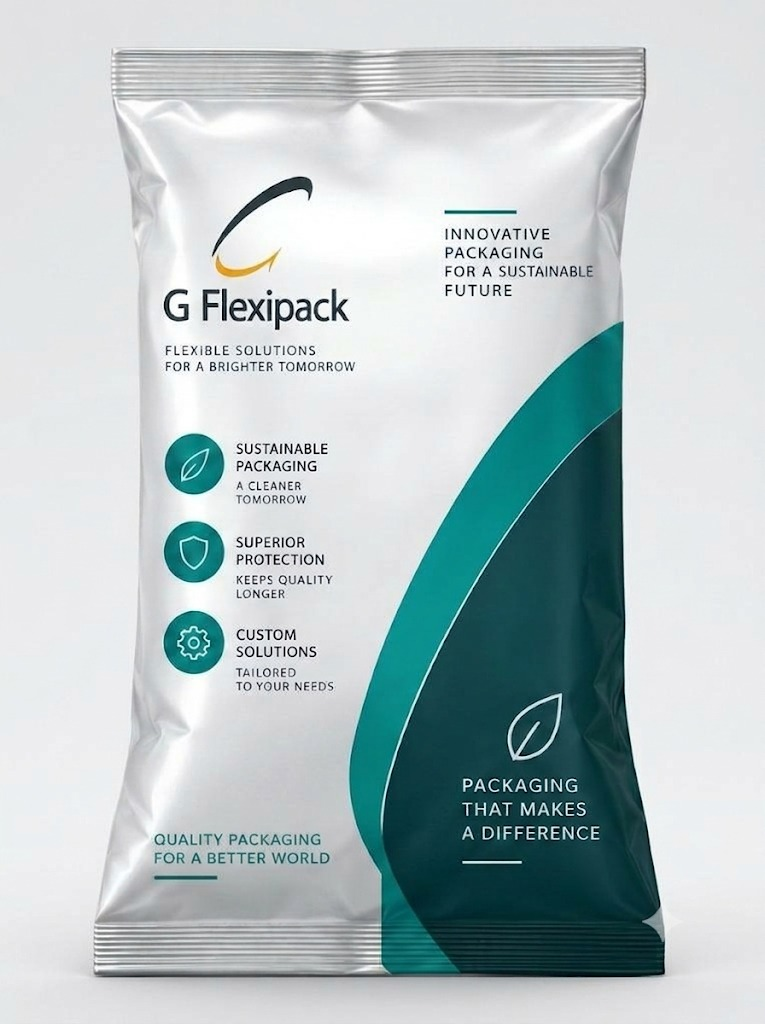 G Flexipack
FLEXIBLE SOLUTIONS
FOR A BRIGHTER TOMORROW
INNOVATIVE
PACKAGING
FOR A SUSTAINABLE
FUTURE
SUSTAINABLE
PACKAGING
A CLEANER
TOMORROW
SUPERIOR
PROTECTION
KEEPS QUALITY
LONGER
CUSTOM
SOLUTIONS
TAILORED
TO YOUR NEEDS
QUALITY PACKAGING
FOR A BETTER WORLD
PACKAGING
THAT MAKES
A DIFFERENCE